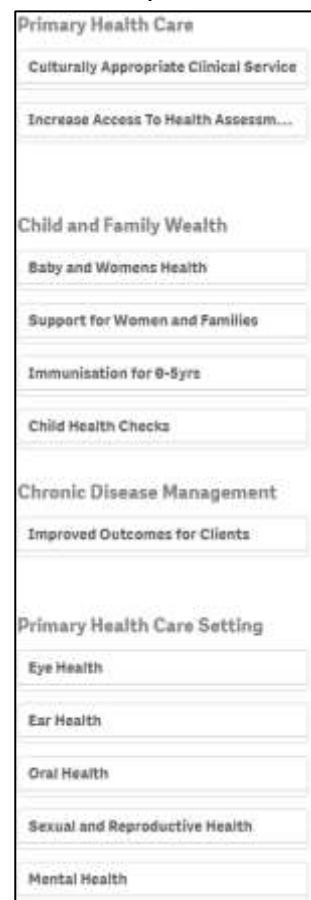 Primary Health Care
Culturally Appropriate Clinical Service
Increase Access To Health Assessm...
Child and Family Wealth
Baby and Womens Health
Support for Women and Families
Immunisation for 0-5yrs
Child Health Checks
Chronic Disease Management
Improved Outcomes for Clients
Primary Health Care Setting
Eye Health
Ear Health
Oral Health
Sexual and Reproductive Health
Mental Health